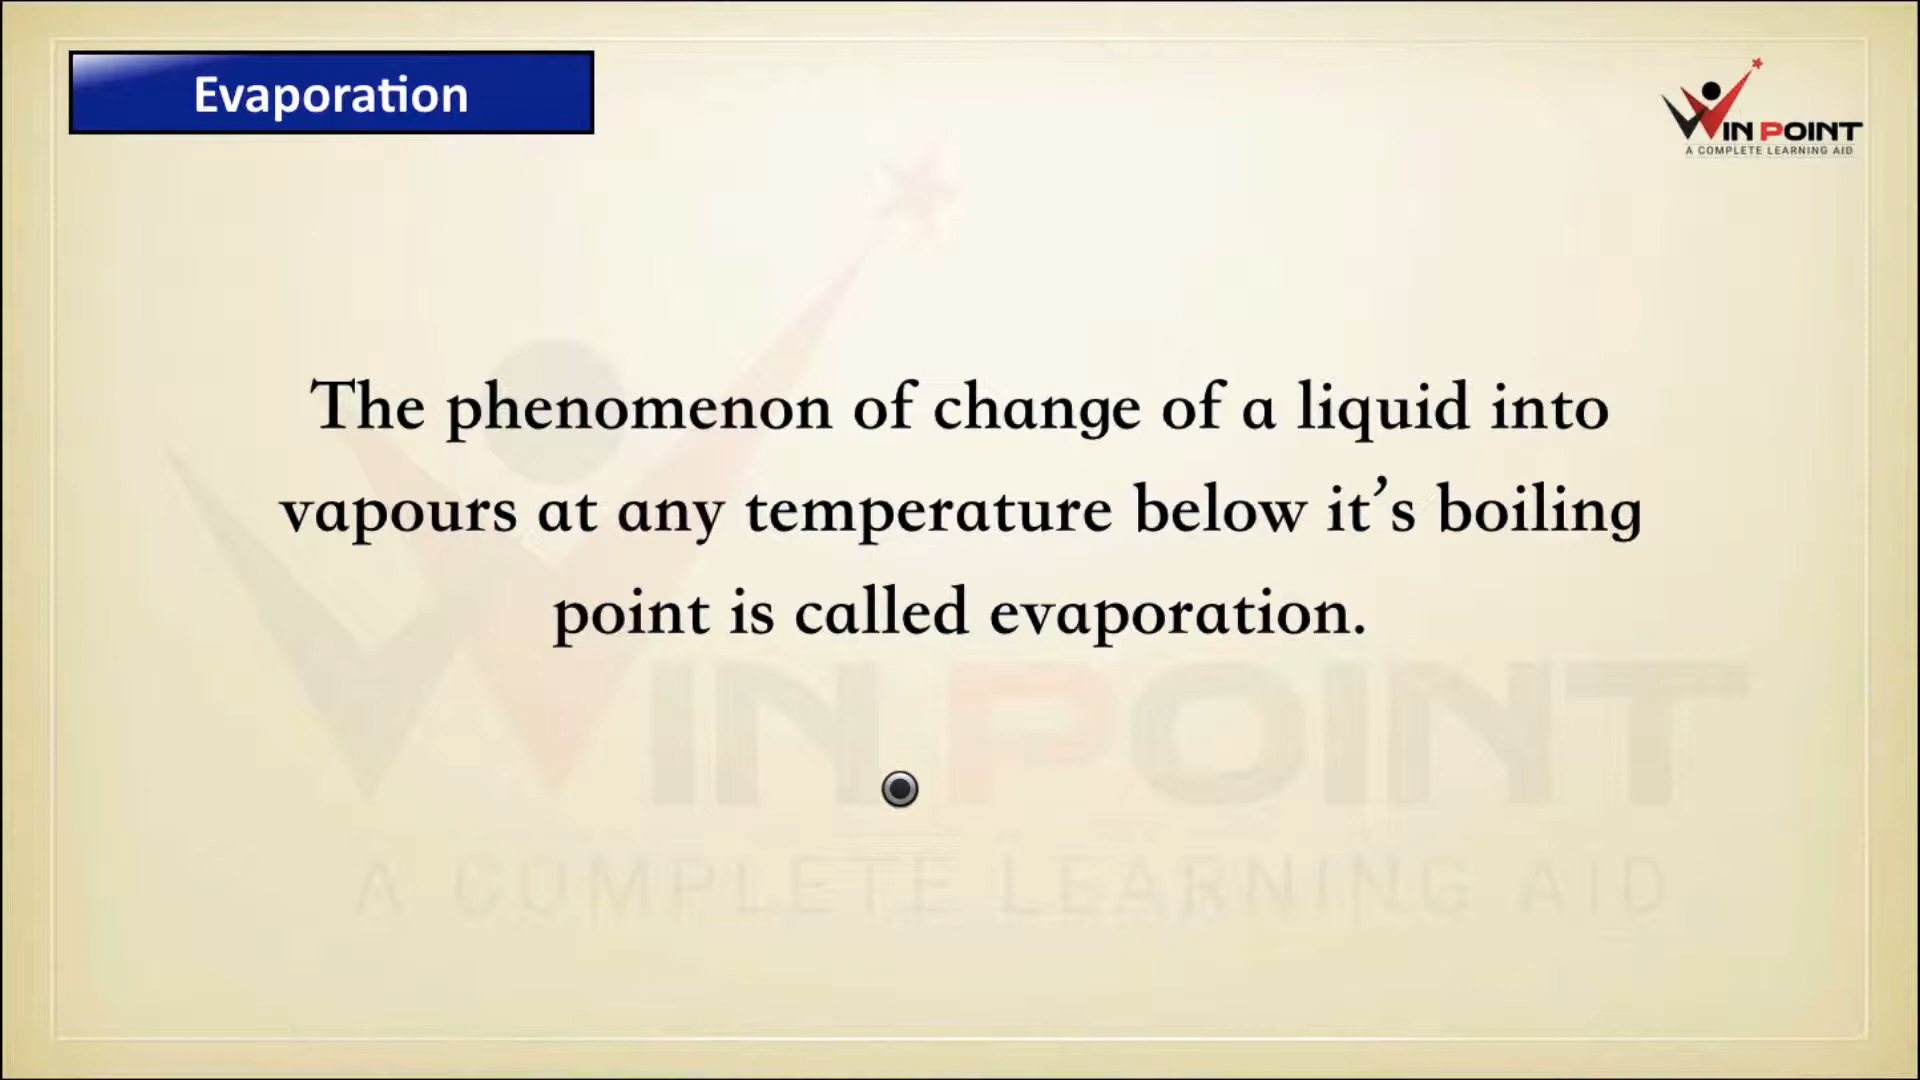 Evaporation
WIN POINT
A COMPLETE LEARNING AID
The phenomenon of change of a liquid into
vapours at any temperature below it’s boiling
point is called evaporation.
WIN POINT
A COMPLETE LEARNING AID